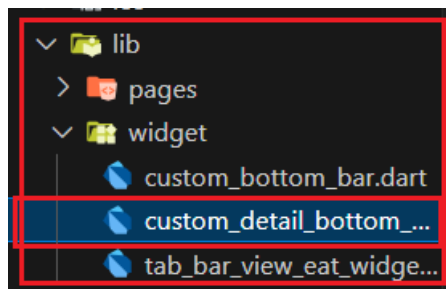 lib
pages
widget
custom_bottom_bar.dart
custom_detail_bottom_...
tab_bar_view_eat_widge...